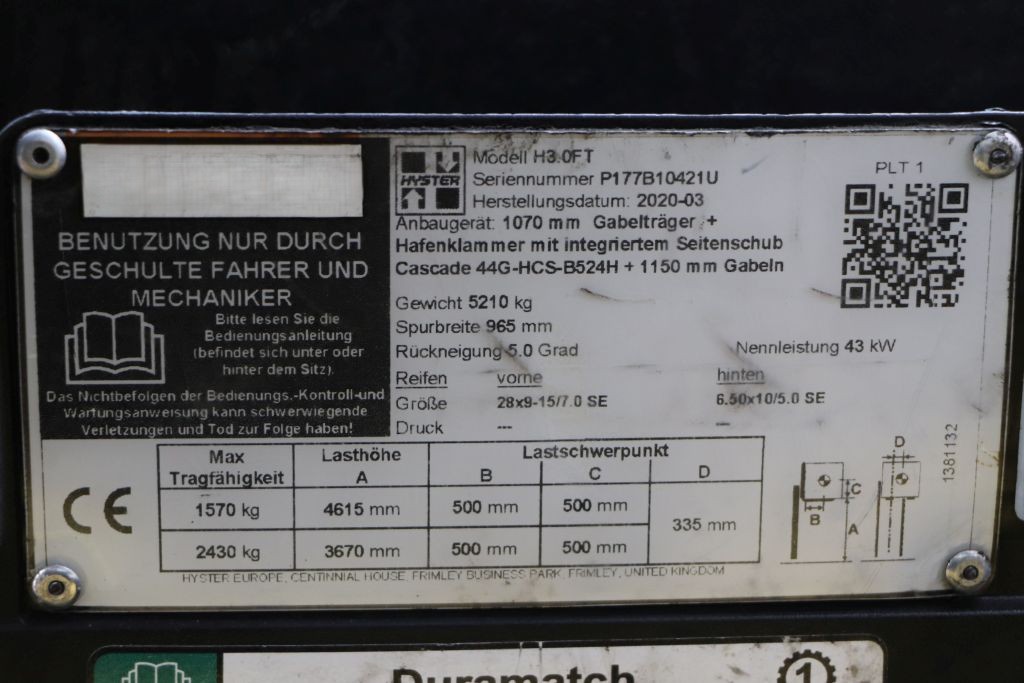 BENUTZUNG NUR DURCH
GESCHULTE FAHRER UND
MECHANIKER
Bitte lesen Sie die
Bedienungsanleitung
(befindet sich unter oder
hinter dem Sitz).
Das Nichtbefolgen der Bedienungs.-Kontroll-und
Wartungsanweisung kann schwerwiegende
Verletzungen und Tod zur Folge haben!
HYSTER
Modell H3.0FT
Seriennummer P177B10421U
Herstellungsdatum: 2020-03
Anbaugerät: 1070 mm Gabelträger +
Hafenklammer mit integriertem Seitenschub
Cascade 44G-HCS-B524H + 1150 mm Gabeln
PLT 1
Gewicht 5210 kg
Spurbreite 965 mm
Rückneigung 5.0 Grad
Nennleistung 43 kW
Reifen vorne hinten
Größe 28x9-15/7.0 SE 6.50x10/5.0 SE
Druck --- ---
Max Tragfähigkeit Lasthöhe A Lastschwerpunkt B C D
1570 kg 4615 mm 500 mm 500 mm 335 mm
2430 kg 3670 mm 500 mm 500 mm
CE
D
C
B
A
1381132
HYSTER EUROPE, CENTINNIAL HOUSE, FRIMLEY BUSINESS PARK, FRIMLEY, UNITED KINGDOM
Duramatch
1